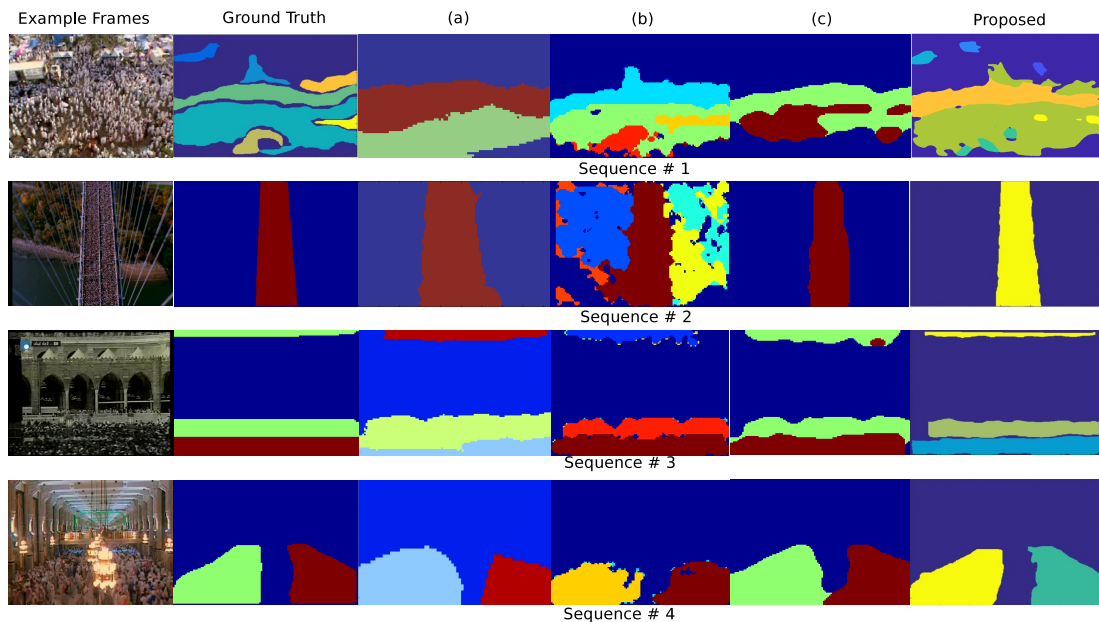 Example Frames Ground Truth (a) (b) (c) Proposed
Sequence # 1
Sequence # 2
Sequence # 3
Sequence # 4